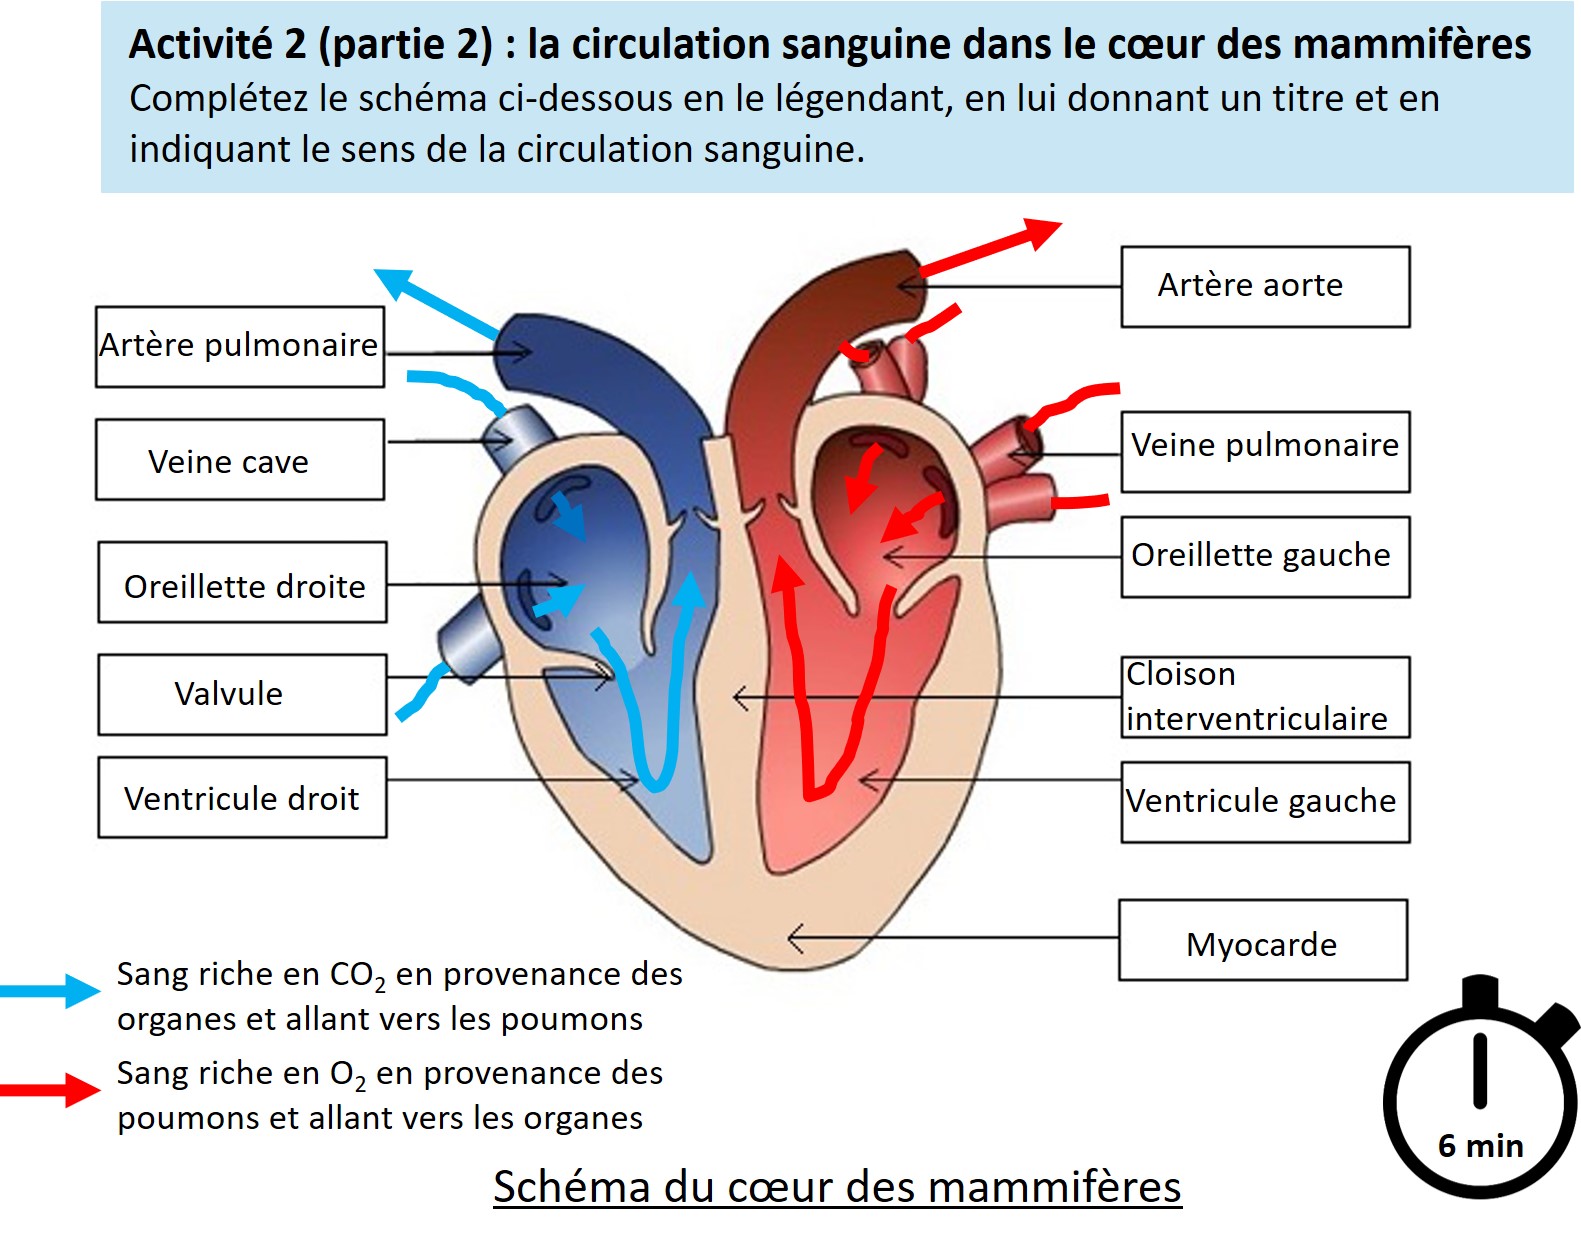 Activité 2 (partie 2) : la circulation sanguine dans le cœur des mammifères
Complétez le schéma ci-dessous en le légendant, en lui donnant un titre et en
indiquant le sens de la circulation sanguine.
Artère pulmonaire
Veine cave
Oreillette droite
Valvule
Ventricule droit
Artère aorte
Veine pulmonaire
Oreillette gauche
Cloison
interventriculaire
Ventricule gauche
Myocarde
Sang riche en CO₂ en provenance des
organes et allant vers les poumons
Sang riche en O₂ en provenance des
poumons et allant vers les organes
6 min
Schéma du cœur des mammifères